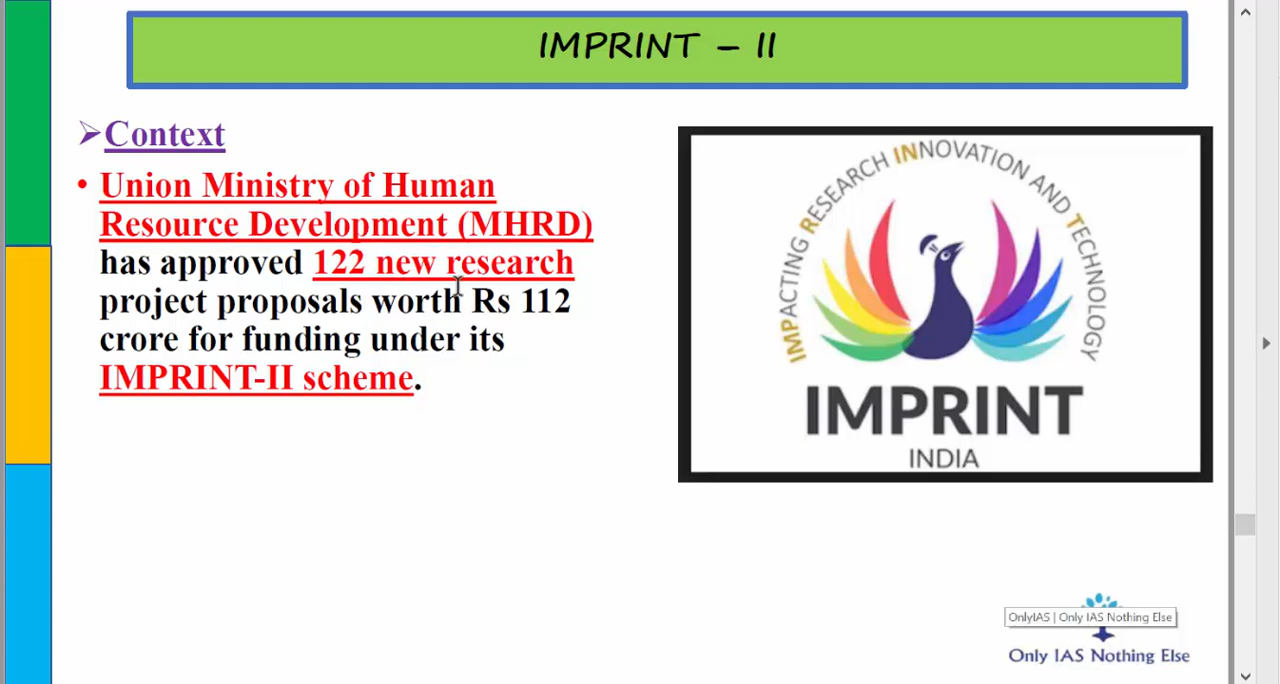 IMPRINT – II
➢Context
• Union Ministry of Human
Resource Development (MHRD)
has approved 122 new research
project proposals worth Rs 112
crore for funding under its
IMPRINT-II scheme.
IMPACTING RESEARCH INNOVATION AND TECHNOLOGY
IMPRINT
INDIA
OnlyIAS | Only IAS Nothing Else
Only IAS Nothing Else